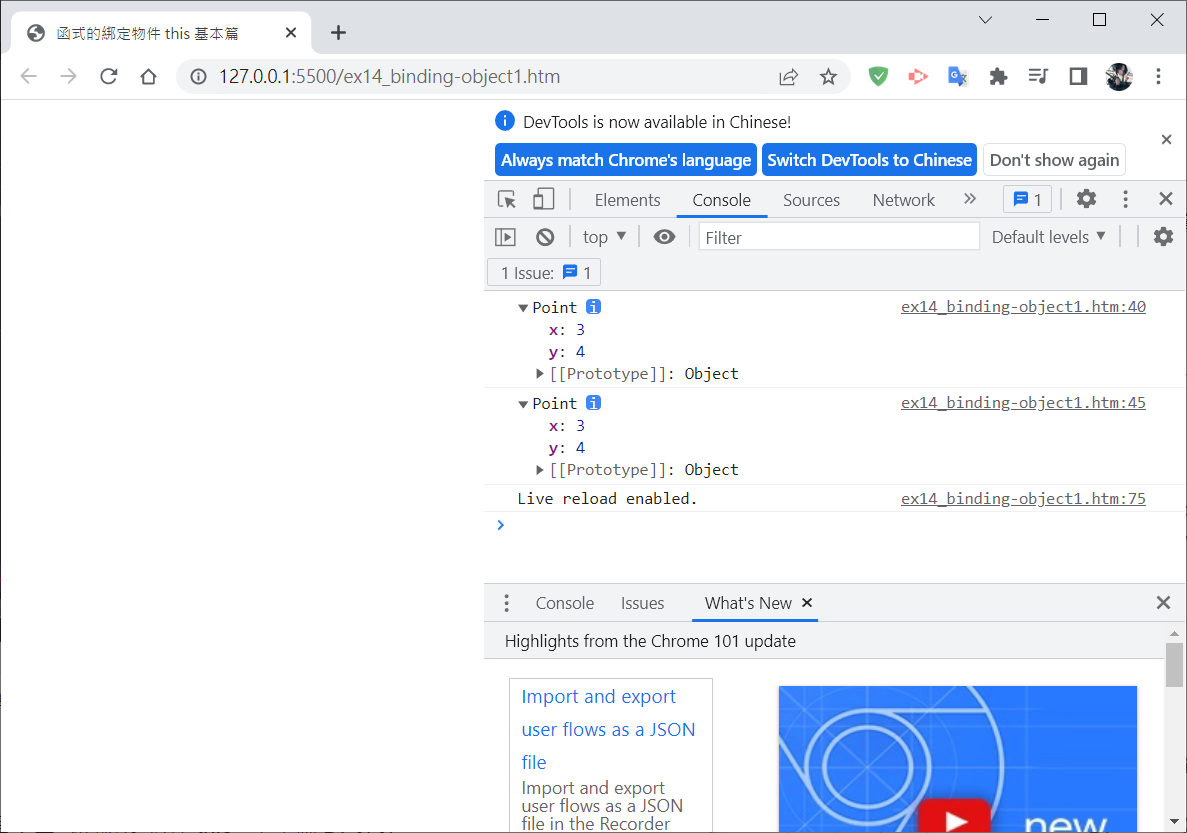 函式的綁定物件 this 基本篇
127.0.0.1:5500/ex14_binding-object1.htm
DevTools is now available in Chinese!
Always match Chrome's language Switch DevTools to Chinese Don't show again
Elements Console Sources Network 1
top Filter Default levels
1 Issue: 1
Point ex14_binding-object1.htm:40
x: 3
y: 4
[[Prototype]]: Object
Point ex14_binding-object1.htm:45
x: 3
y: 4
[[Prototype]]: Object
Live reload enabled. ex14_binding-object1.htm:75
Console Issues What's New
Highlights from the Chrome 101 update
Import and export
user flows as a JSON
file
Import and export
user flows as a JSON
file in the Recorder
new